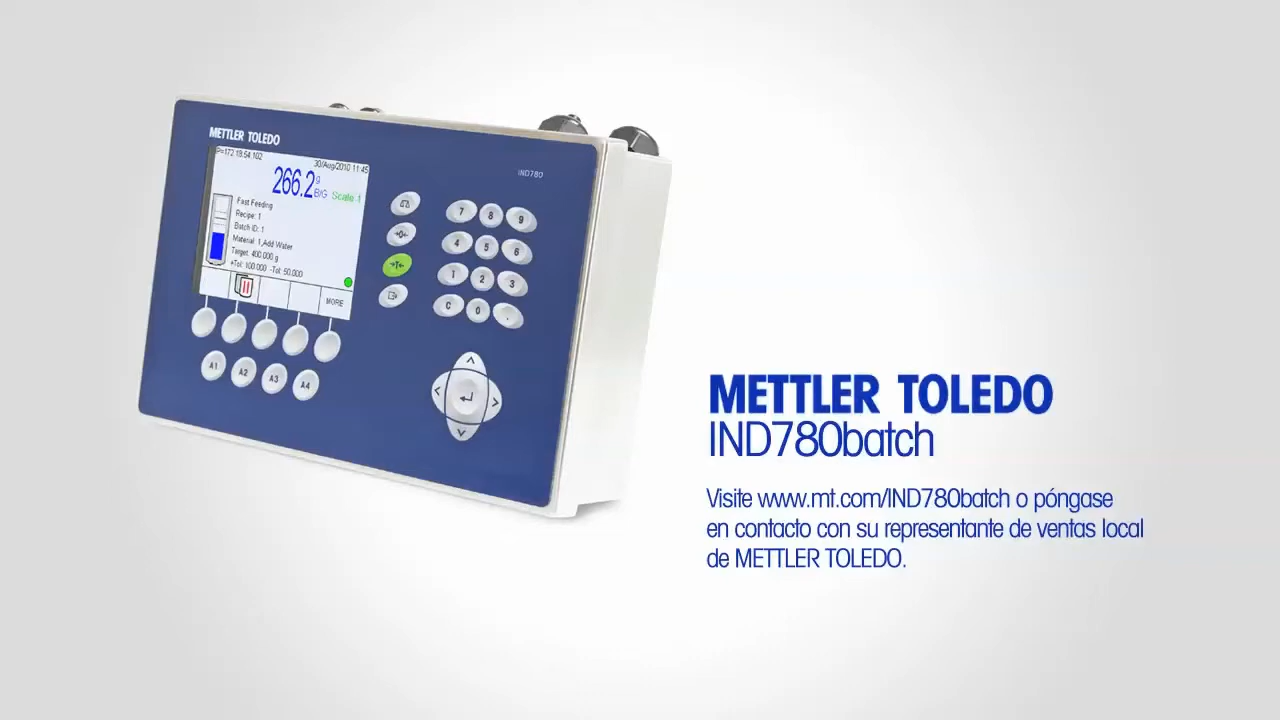 METTLER TOLEDO
IP=172.18.54.102
30/Aug/2010 11:45
266.2 g
B/G Scale 1
Fast Feeding
Recipe: 1
Batch ID: 1
Material: 1,Add Water
Target: 400.000 g
+Tol: 100.000 -Tol: 50.000
MORE
IND780
7 8 9
4 5 6
1 2 3
C 0 .
A1 A2 A3 A4
METTLER TOLEDO
IND780batch
Visite www.mt.com/IND780batch o póngase
en contacto con su representante de ventas local
de METTLER TOLEDO.